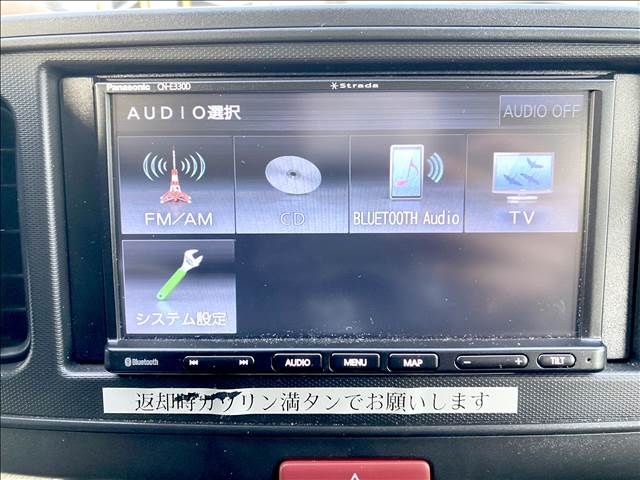 Panasonic CN-E330D Strada
AUDIO選択 AUDIO OFF
FM/AM CD BLUETOOTH Audio TV
システム設定
Bluetooth AUDIO MENU MAP − + TILT
返却時ガソリン満タンでお願いします